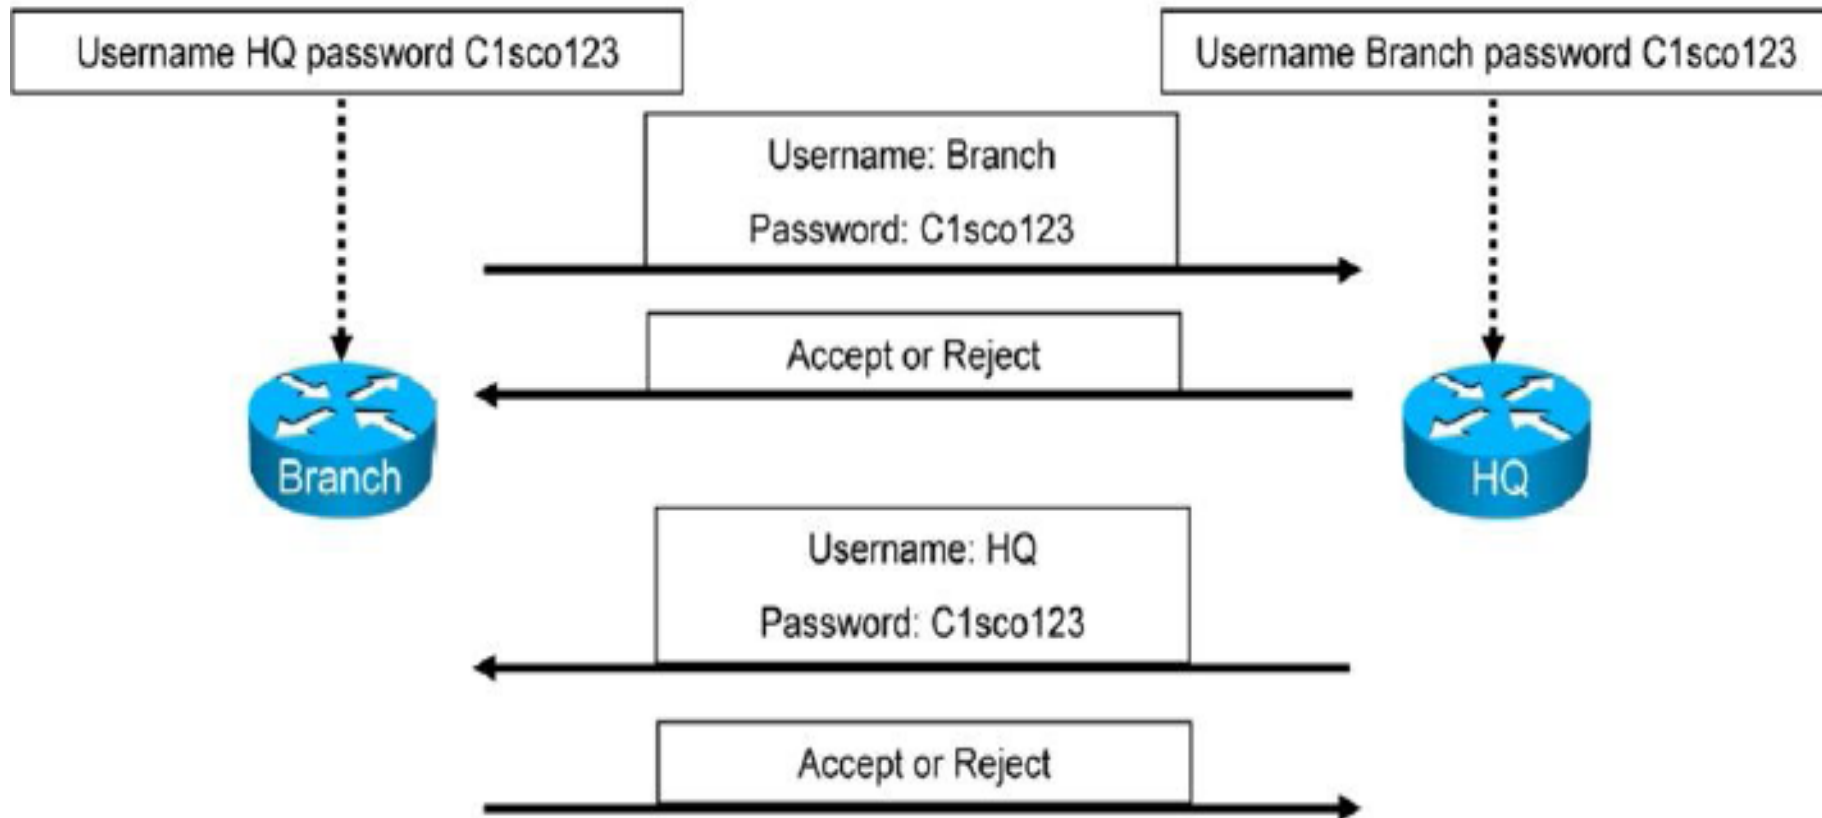 Username HQ password C1sco123
Username Branch password C1sco123
Username: Branch
Password: C1sco123
Accept or Reject
Branch
HQ
Username: HQ
Password: C1sco123
Accept or Reject